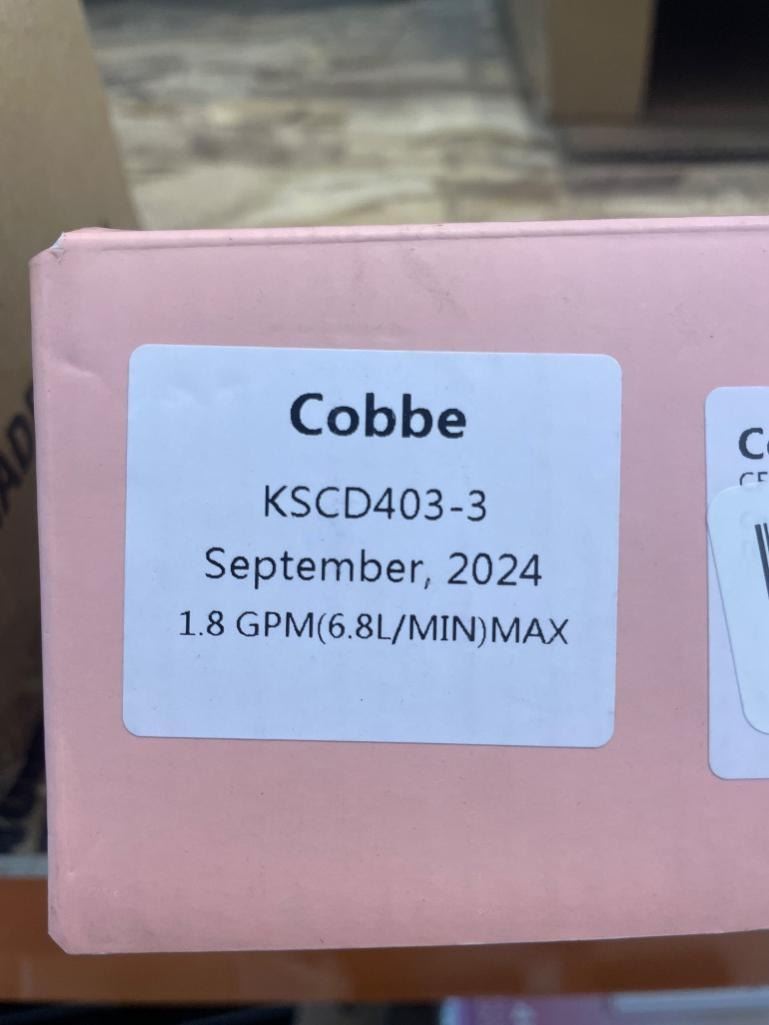 Cobbe
KSCD403-3
September, 2024
1.8 GPM(6.8L/MIN)MAX